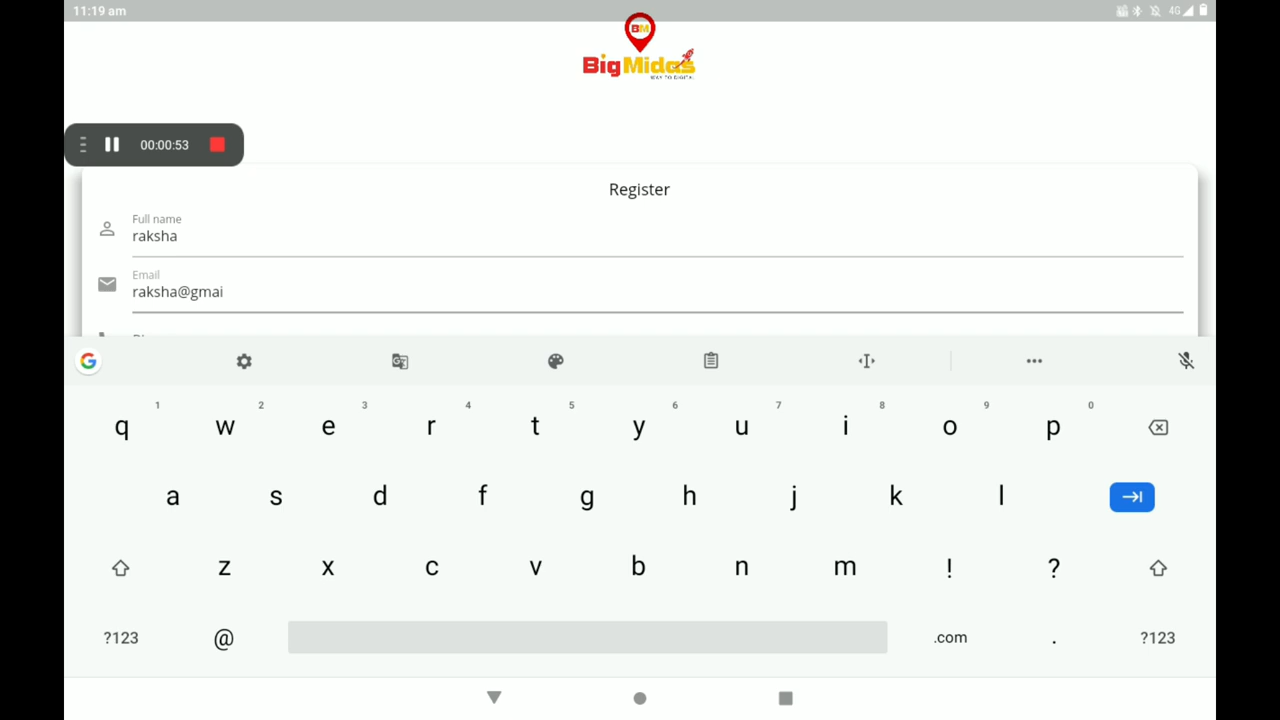 11:19 am
4G
BM
BigMidas
00:00:53
Register
Full name
raksha
Email
raksha@gmai
G
1 2 3 4 5 6 7 8 9 0
q w e r t y u i o p
a s d f g h j k l
z x c v b n m ! ?
?123 @ .com . ?123